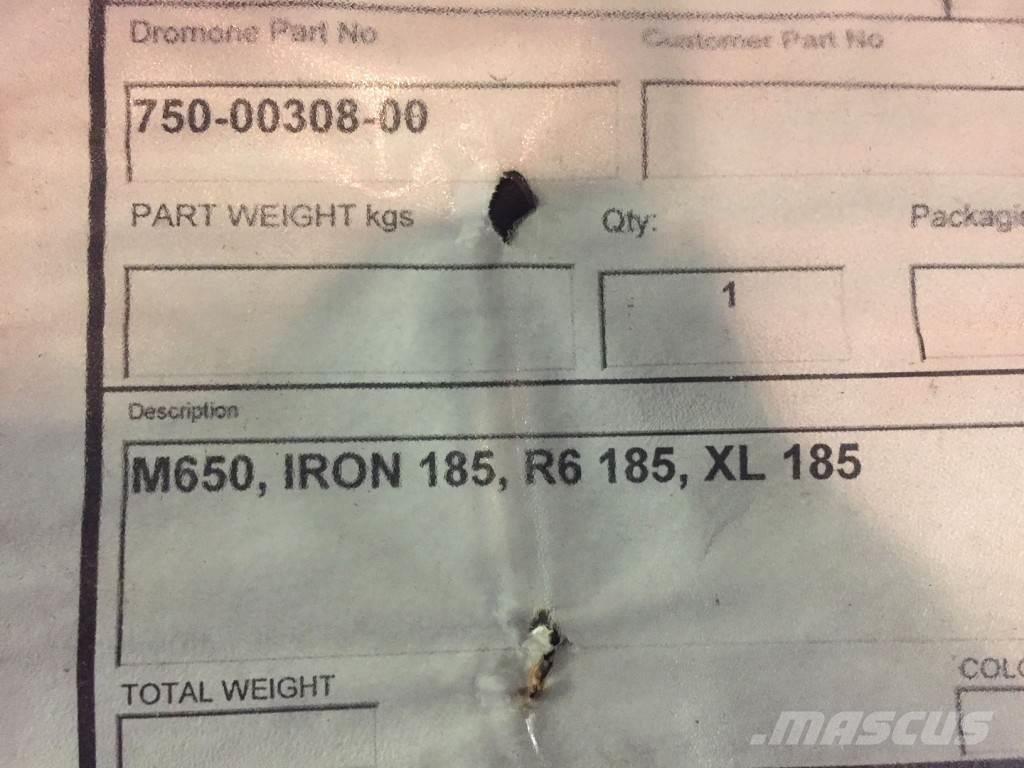 Dromone Part No Customer Part No
750-00308-00
PART WEIGHT kgs Qty:
1
Description
M650, IRON 185, R6 185, XL 185
TOTAL WEIGHT
.MASCUS